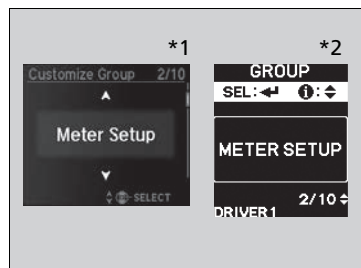 *1
*2
Customize Group 2/10
Meter Setup
SELECT
GROUP
SEL:
METER SETUP
2/10
DRIVER1